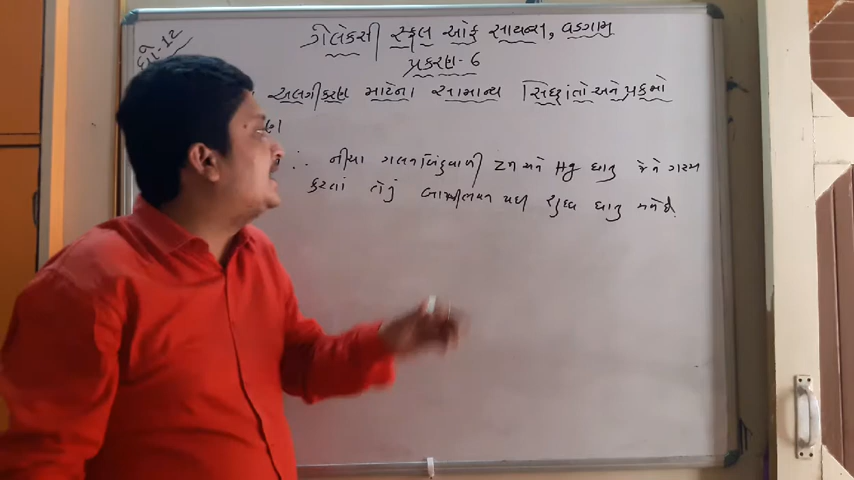 ગેલેક્સી સ્કૂલ ઓફ સાયન્સ, વડગામ
ધો-12
પ્રકરણ-6
અલગીકરણ માટેના સામાન્ય સિદ્ધાંતો અને પ્રક્રમો
∴ નીચા ગલનબિંદુવાળી Zn અને Hg ધાતુ જેને ગરમ
કરતાં તેનું બાષ્પીભવન થઈ શુદ્ધ ધાતુ મળે છે.